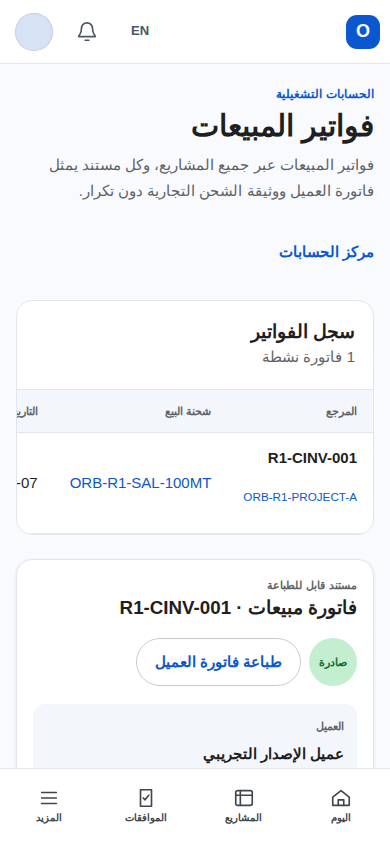 EN
O
الحسابات التشغيلية
فواتير المبيعات
فواتير المبيعات عبر جميع المشاريع، وكل مستند يمثل
فاتورة العميل ووثيقة الشحن التجارية دون تكرار.
مركز الحسابات
سجل الفواتير
1 فاتورة نشطة
المرجع شحنة البيع
R1-CINV-001
ORB-R1-SAL-100MT
ORB-R1-PROJECT-A
مستند قابل للطباعة
فاتورة مبيعات · R1-CINV-001
صادرة طباعة فاتورة العميل
العميل
عميل الإصدار التجريبي
اليوم المشاريع الموافقات المزيد